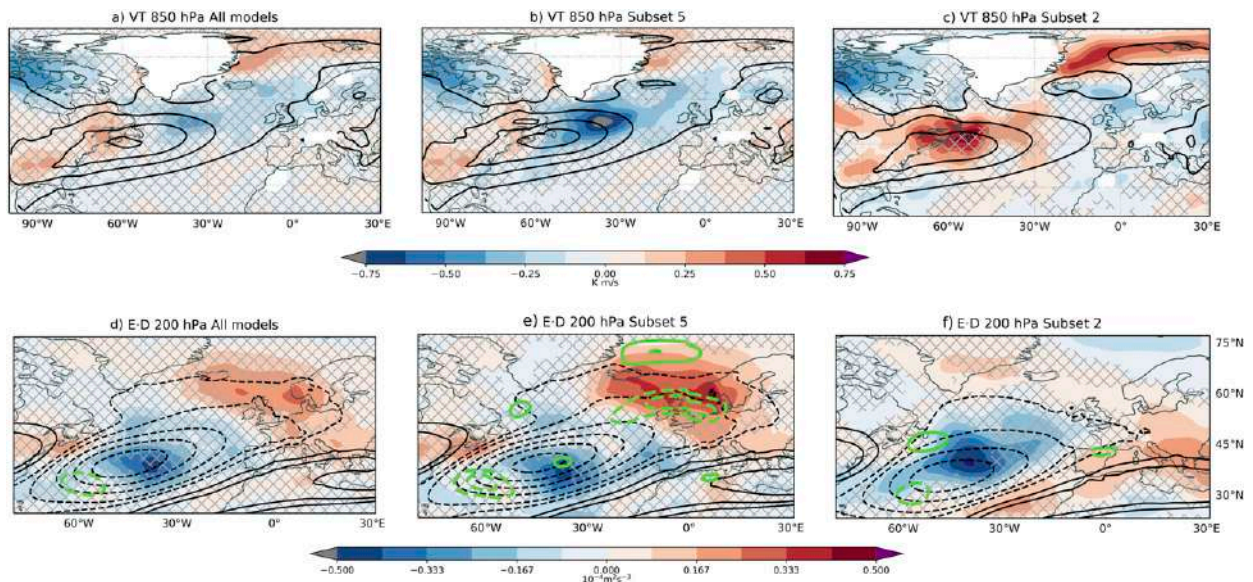 a) VT 850 hPa All models
b) VT 850 hPa Subset 5
c) VT 850 hPa Subset 2
90°W 60°W 30°W 0° 30°E
60°W 30°W 0° 30°E
90°W 60°W 30°W 0° 30°E
−0.75 −0.50 −0.25 0.00 0.25 0.50 0.75
K m/s
d) E·D 200 hPa All models
e) E·D 200 hPa Subset 5
f) E·D 200 hPa Subset 2
75°N
60°N
45°N
30°N
60°W 30°W 0° 30°E
60°W 30°W 0° 30°E
60°W 30°W 0° 30°E
−0.500 −0.333 −0.167 0.000 0.167 0.333 0.500
10⁻⁴m²s⁻³